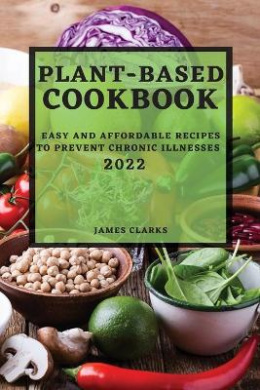 PLANT-BASED
COOKBOOK
EASY AND AFFORDABLE RECIPES
TO PREVENT CHRONIC ILLNESSES
2022
JAMES CLARKS